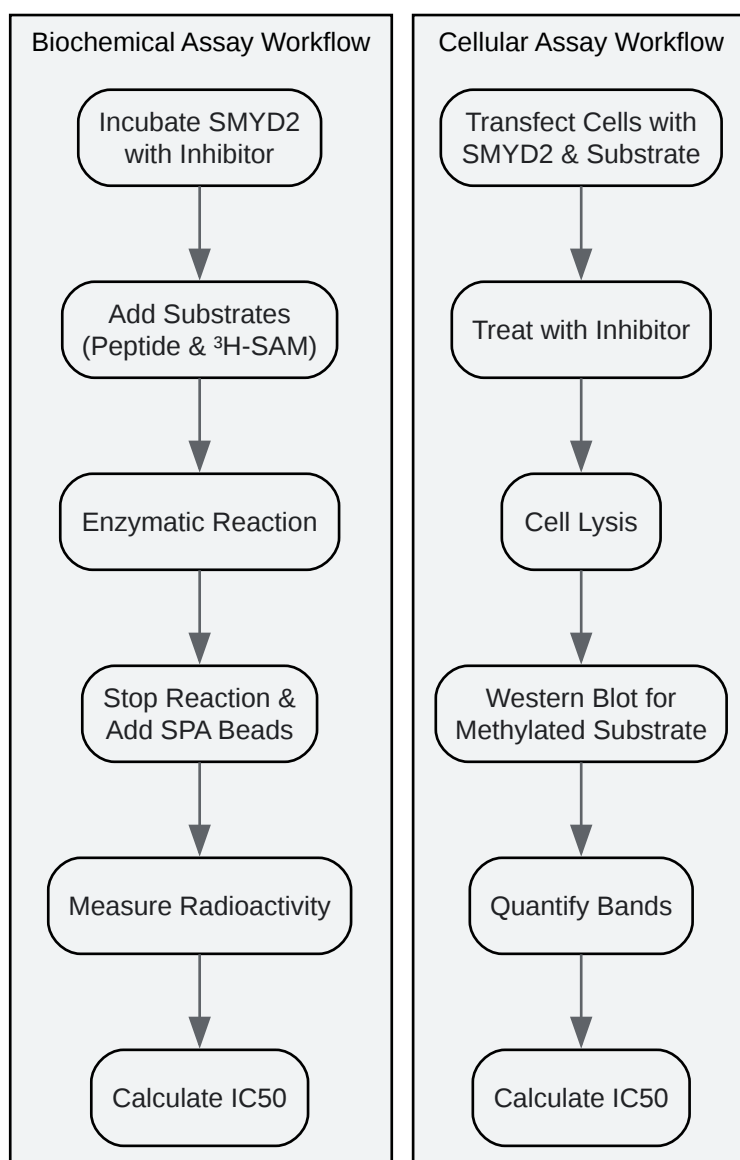 Biochemical Assay Workflow
Incubate SMYD2
with Inhibitor
Add Substrates
(Peptide & ³H-SAM)
Enzymatic Reaction
Stop Reaction &
Add SPA Beads
Measure Radioactivity
Calculate IC50
Cellular Assay Workflow
Transfect Cells with
SMYD2 & Substrate
Treat with Inhibitor
Cell Lysis
Western Blot for
Methylated Substrate
Quantify Bands
Calculate IC50